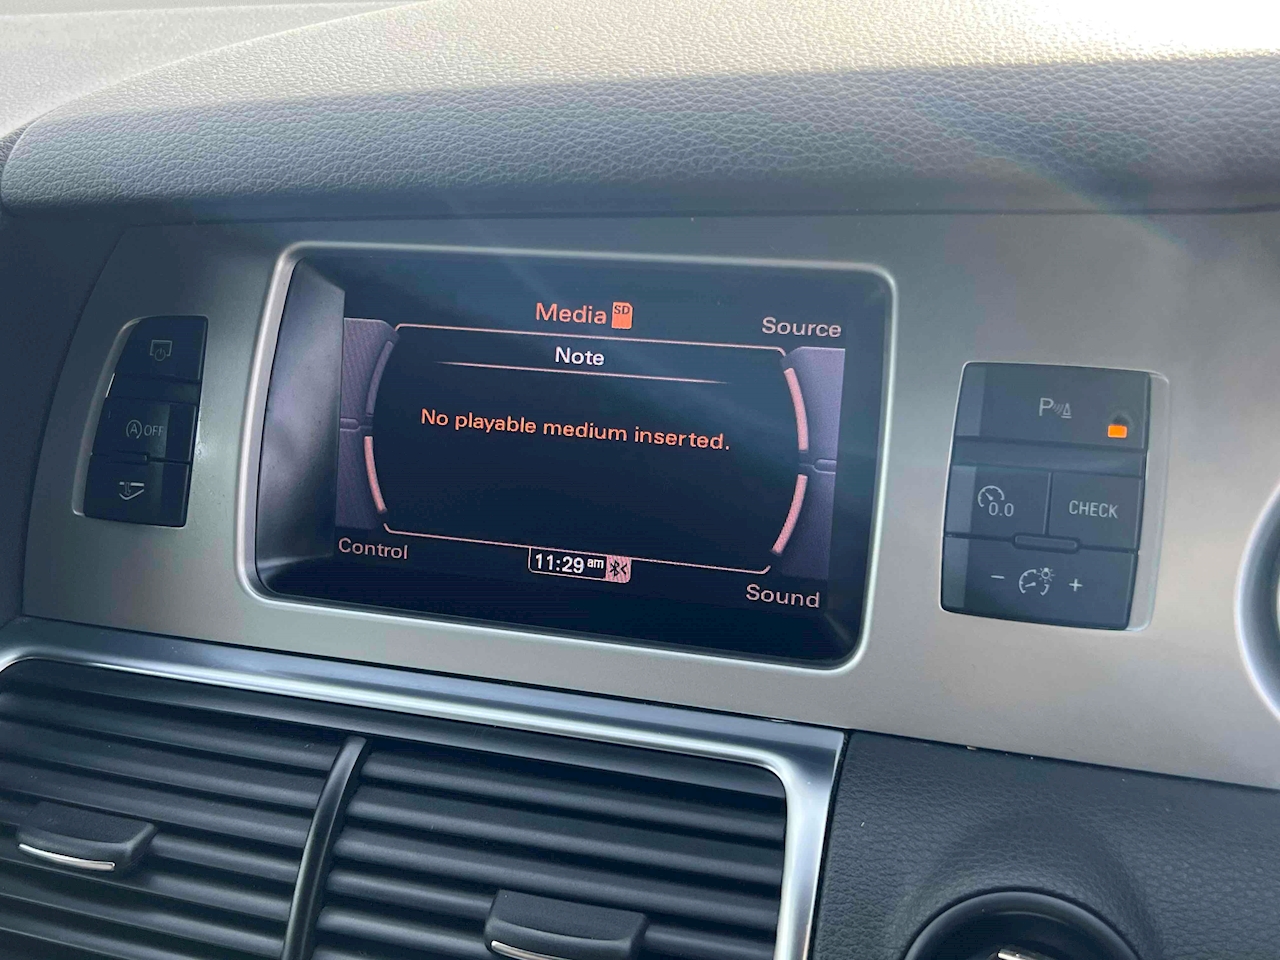 Media SD
Source
Note
No playable medium inserted.
Control
11:29 am
Sound
A OFF
P
0.0
CHECK
− +